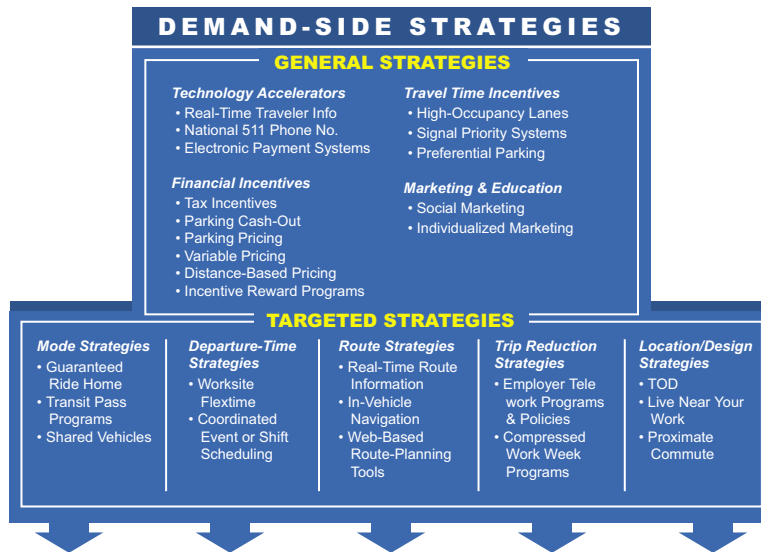 DEMAND-SIDE STRATEGIES
GENERAL STRATEGIES
Technology Accelerators
• Real-Time Traveler Info
• National 511 Phone No.
• Electronic Payment Systems
Financial Incentives
• Tax Incentives
• Parking Cash-Out
• Parking Pricing
• Variable Pricing
• Distance-Based Pricing
• Incentive Reward Programs
Travel Time Incentives
• High-Occupancy Lanes
• Signal Priority Systems
• Preferential Parking
Marketing & Education
• Social Marketing
• Individualized Marketing
TARGETED STRATEGIES
Mode Strategies
• Guaranteed
Ride Home
• Transit Pass
Programs
• Shared Vehicles
Departure-Time
Strategies
• Worksite
Flextime
• Coordinated
Event or Shift
Scheduling
Route Strategies
• Real-Time Route
Information
• In-Vehicle
Navigation
• Web-Based
Route-Planning
Tools
Trip Reduction
Strategies
• Employer Tele
work Programs
& Policies
• Compressed
Work Week
Programs
Location/Design
Strategies
• TOD
• Live Near Your
Work
• Proximate
Commute